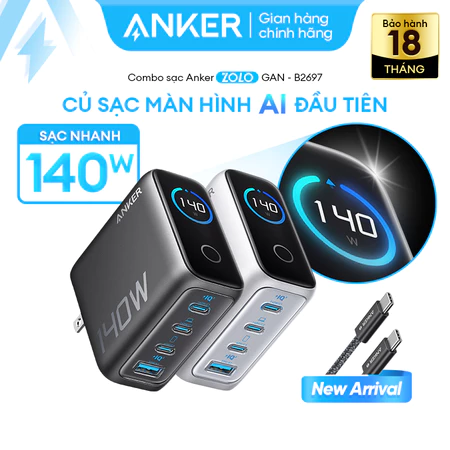 ANKER
Gian hàng
chính hãng
Bảo hành
18
THÁNG
Combo sạc Anker ZOLO GAN - B2697
CỦ SẠC MÀN HÌNH AI ĐẦU TIÊN
SẠC NHANH
140W
140
W
ANKER
140
W
ANKER
140
W
140W
New Arrival